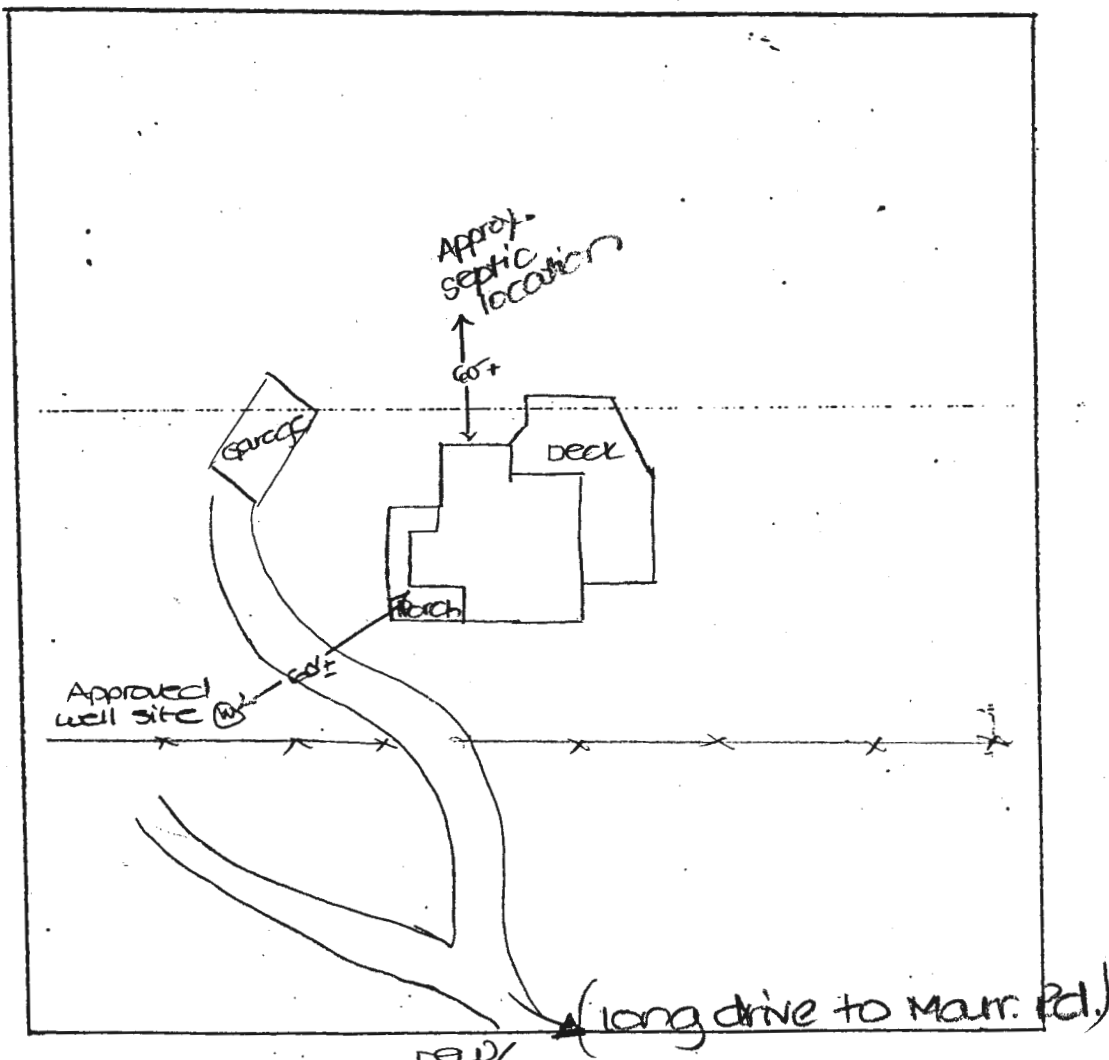 Approx.
septic
location
60'+
Garage
Deck
Porch
60'±
Approved
well site W
(long drive to Marr. Rd.)